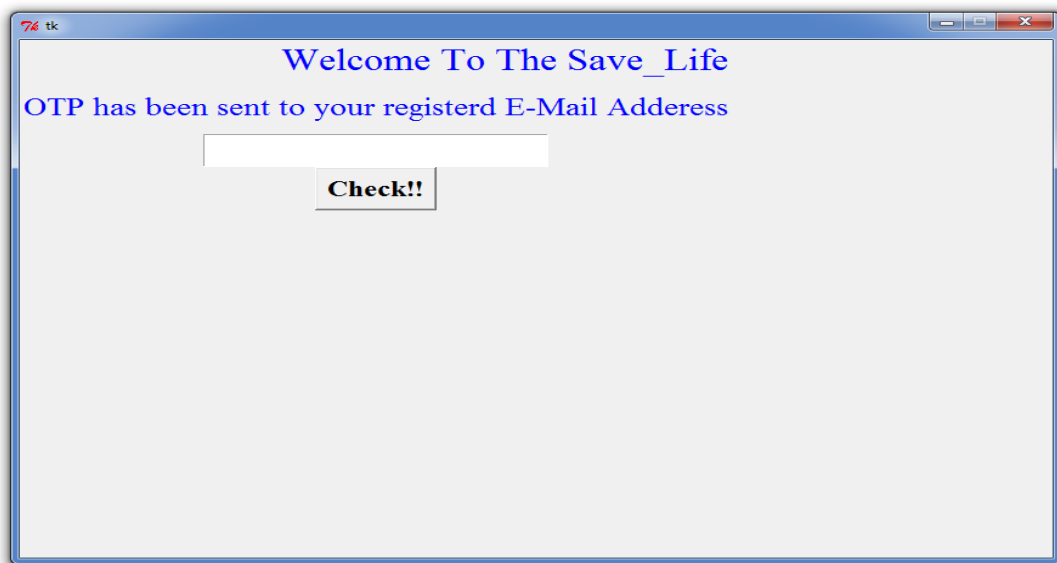 tk
Welcome To The Save_Life
OTP has been sent to your registerd E-Mail Adderess
Check!!